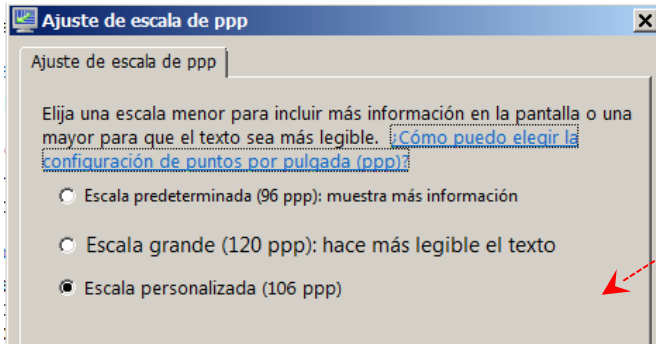 Ajuste de escala de ppp
Ajuste de escala de ppp
Elija una escala menor para incluir más información en la pantalla o una
mayor para que el texto sea más legible. ¿Cómo puedo elegir la
configuración de puntos por pulgada (ppp)?
Escala predeterminada (96 ppp): muestra más información
Escala grande (120 ppp): hace más legible el texto
Escala personalizada (106 ppp)